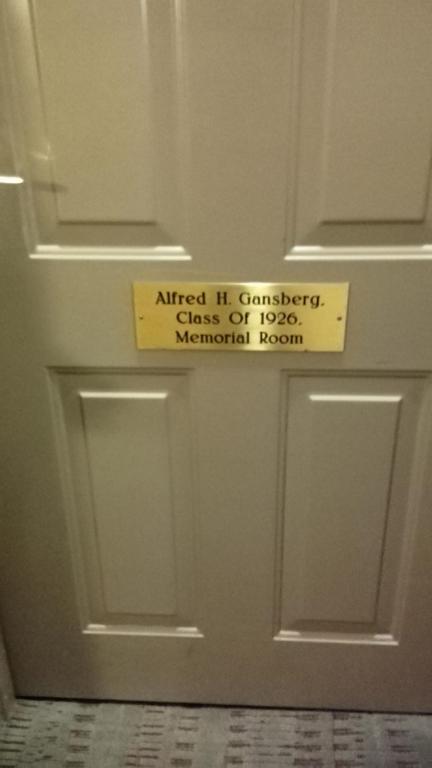 Alfred H. Gansberg.
Class Of 1926.
Memorial Room